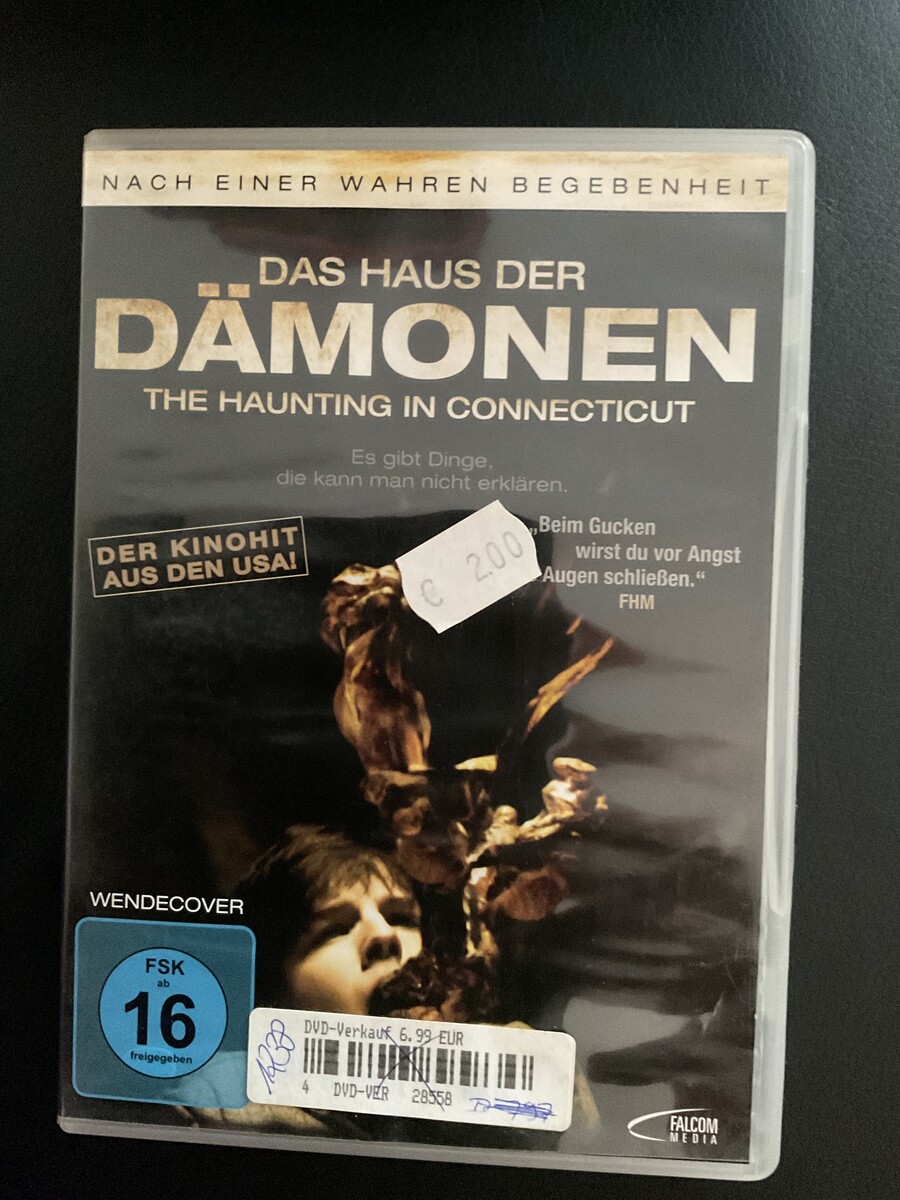 NACH EINER WAHREN BEGEBENHEIT
DAS HAUS DER
DÄMONEN
THE HAUNTING IN CONNECTICUT
Es gibt Dinge,
die kann man nicht erklären.
DER KINOHIT
AUS DEN USA!
€ 2.00
„Beim Gucken
wirst du vor Angst
Augen schließen.“
FHM
WENDECOVER
FSK
ab
16
freigegeben
DVD-Verkauf 6.99 EUR
4 DVD-VER 28558
FALCOM
MEDIA